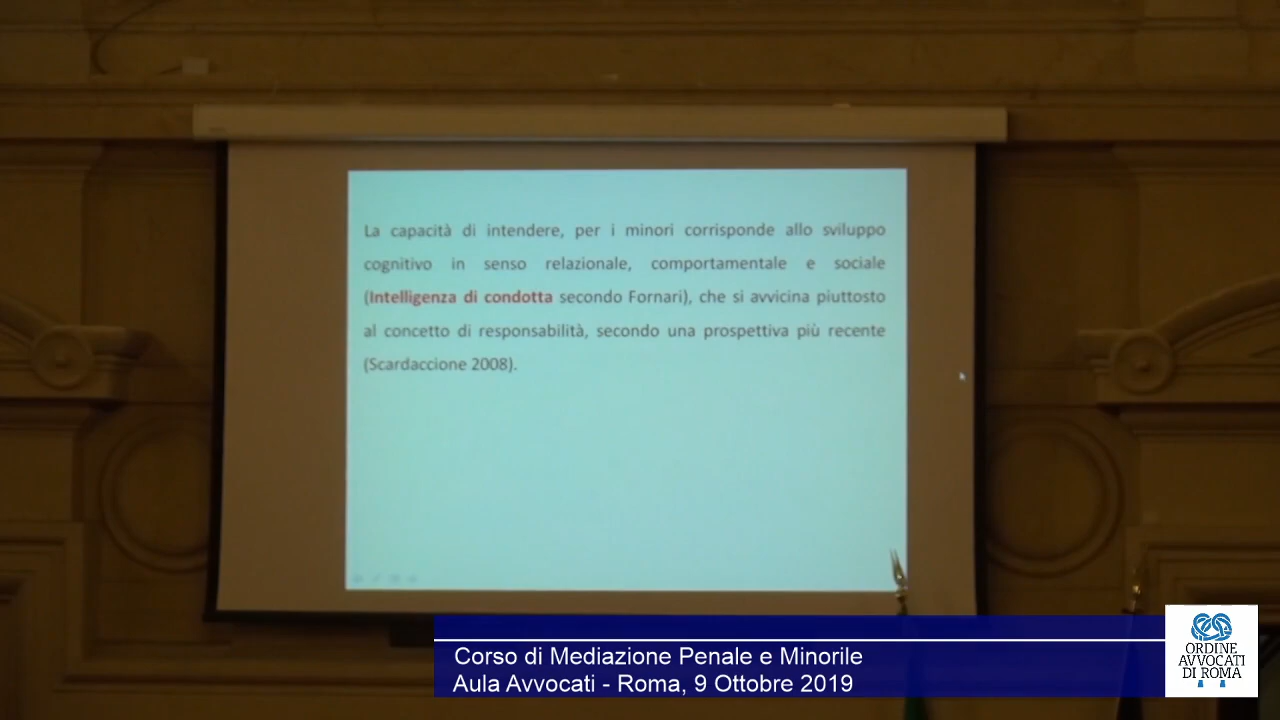 La capacità di intendere, per i minori corrisponde allo sviluppo
cognitivo in senso relazionale, comportamentale e sociale
(Intelligenza di condotta secondo Fornari), che si avvicina piuttosto
al concetto di responsabilità, secondo una prospettiva più recente
(Scardaccione 2008).
Corso di Mediazione Penale e Minorile
Aula Avvocati - Roma, 9 Ottobre 2019
ORDINE
AVVOCATI
DI ROMA